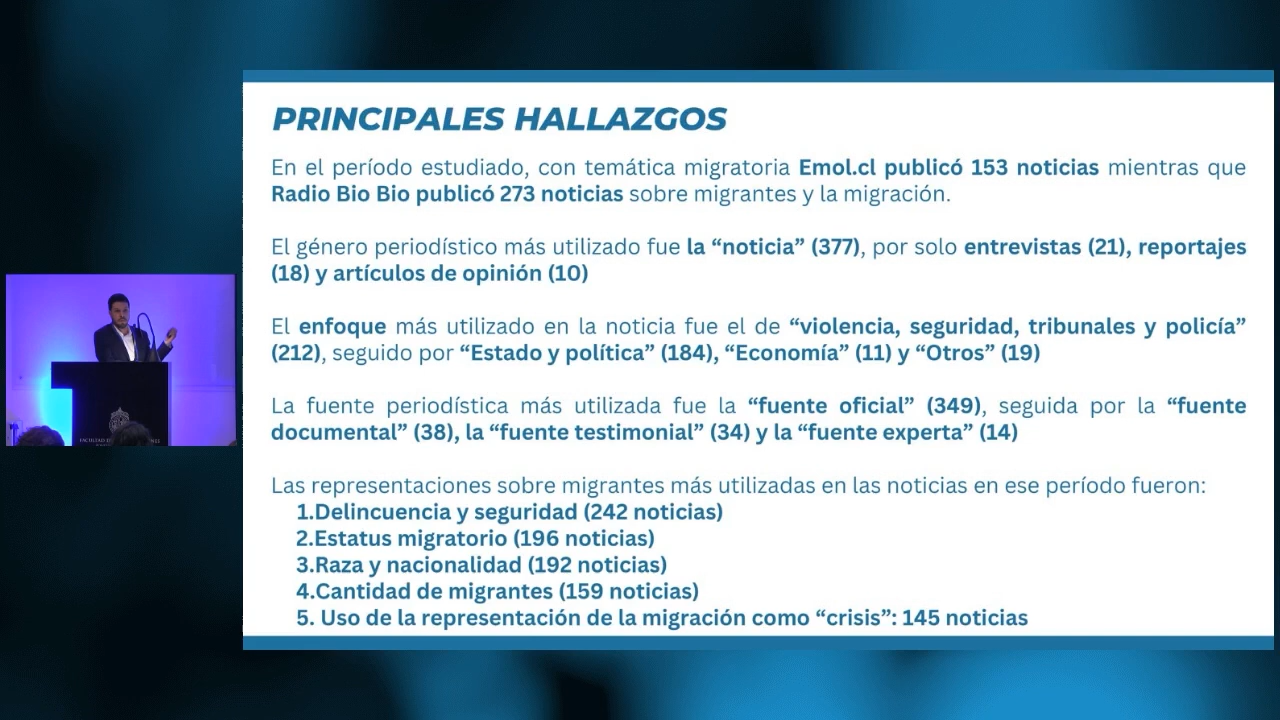 PRINCIPALES HALLAZGOS
En el período estudiado, con temática migratoria Emol.cl publicó 153 noticias mientras que
Radio Bio Bio publicó 273 noticias sobre migrantes y la migración.
El género periodístico más utilizado fue la “noticia” (377), por solo entrevistas (21), reportajes
(18) y artículos de opinión (10)
El enfoque más utilizado en la noticia fue el de “violencia, seguridad, tribunales y policía”
(212), seguido por “Estado y política” (184), “Economía” (11) y “Otros” (19)
La fuente periodística más utilizada fue la “fuente oficial” (349), seguida por la “fuente
documental” (38), la “fuente testimonial” (34) y la “fuente experta” (14)
Las representaciones sobre migrantes más utilizadas en las noticias en ese período fueron:
1.Delincuencia y seguridad (242 noticias)
2.Estatus migratorio (196 noticias)
3.Raza y nacionalidad (192 noticias)
4.Cantidad de migrantes (159 noticias)
5. Uso de la representación de la migración como “crisis”: 145 noticias
FACULTAD